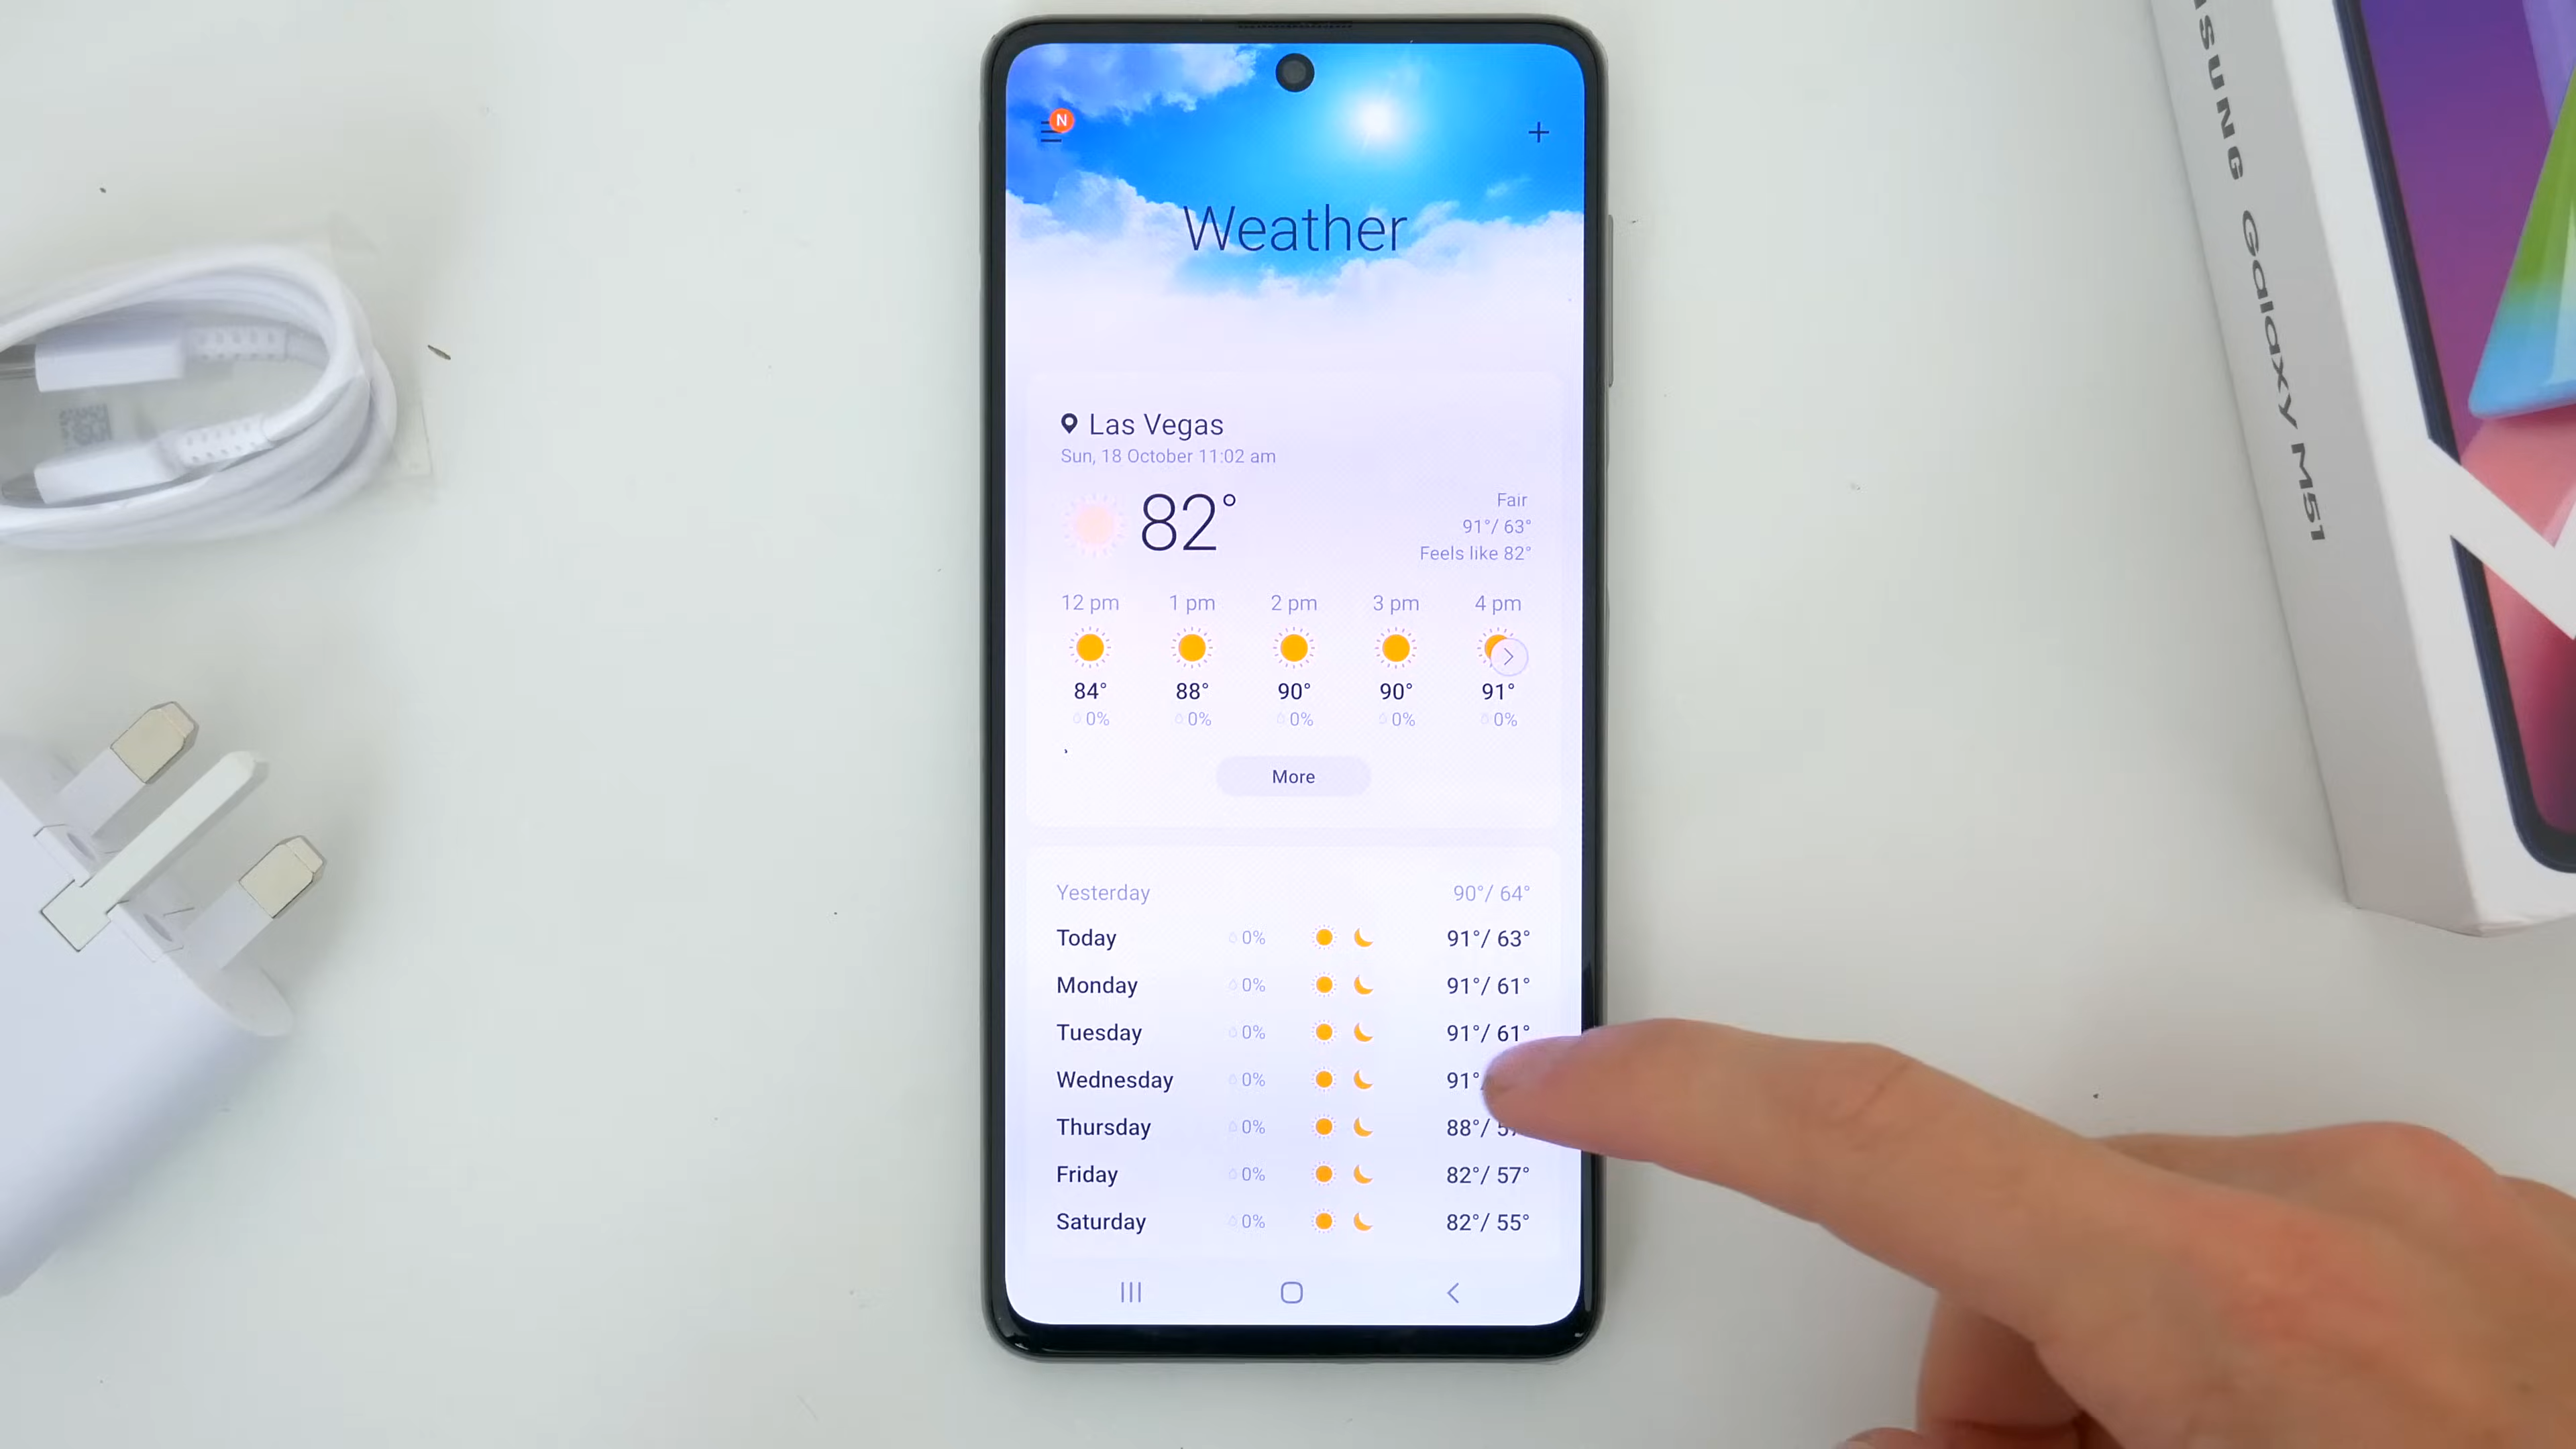 N
+
Weather
Las Vegas
Sun, 18 October 11:02 am
82°
Fair
91°/ 63°
Feels like 82°
12 pm 1 pm 2 pm 3 pm 4 pm
84° 88° 90° 90° 91°
0% 0% 0% 0% 0%
More
Yesterday 90°/ 64°
Today 0% 91°/ 63°
Monday 0% 91°/ 61°
Tuesday 0% 91°/ 61°
Wednesday 0% 91°
Thursday 0% 88°/
Friday 0% 82°/ 57°
Saturday 0% 82°/ 55°
SAMSUNG Galaxy M51